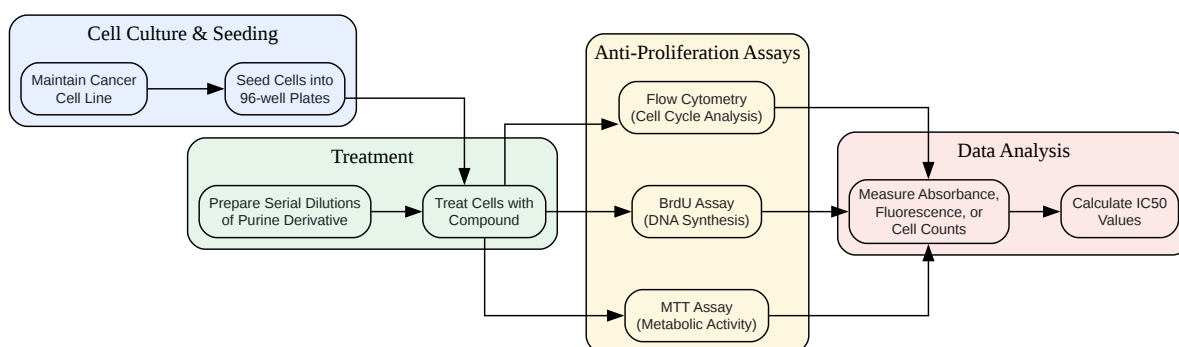 Cell Culture & Seeding
Maintain Cancer
Cell Line
Seed Cells into
96-well Plates
Treatment
Prepare Serial Dilutions
of Purine Derivative
Treat Cells with
Compound
Anti-Proliferation Assays
Flow Cytometry
(Cell Cycle Analysis)
BrdU Assay
(DNA Synthesis)
MTT Assay
(Metabolic Activity)
Data Analysis
Measure Absorbance,
Fluorescence, or
Cell Counts
Calculate IC50
Values